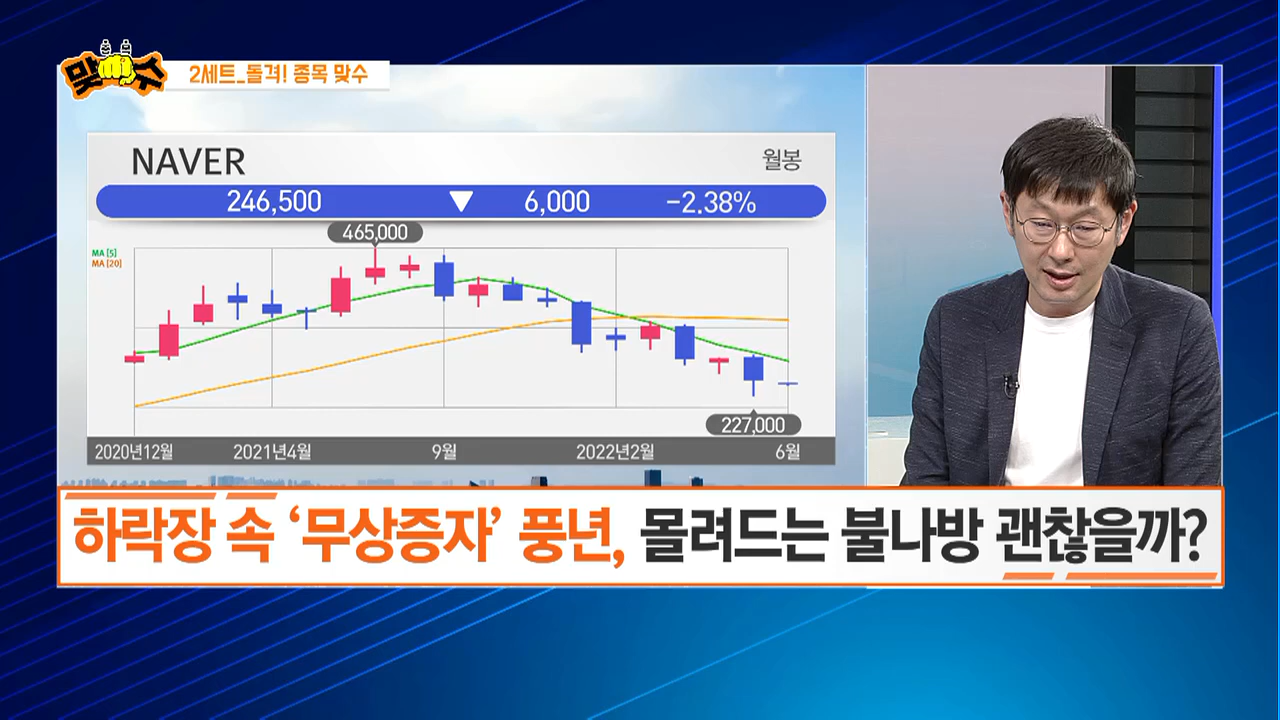 종목
맞수
2세트_돌격! 종목 맞수
NAVER
월봉
246,500 ▼ 6,000 -2.38%
465,000
MA [5]
MA [20]
227,000
2020년12월 2021년4월 9월 2022년2월 6월
하락장 속 ‘무상증자’ 풍년, 몰려드는 불나방 괜찮을까?